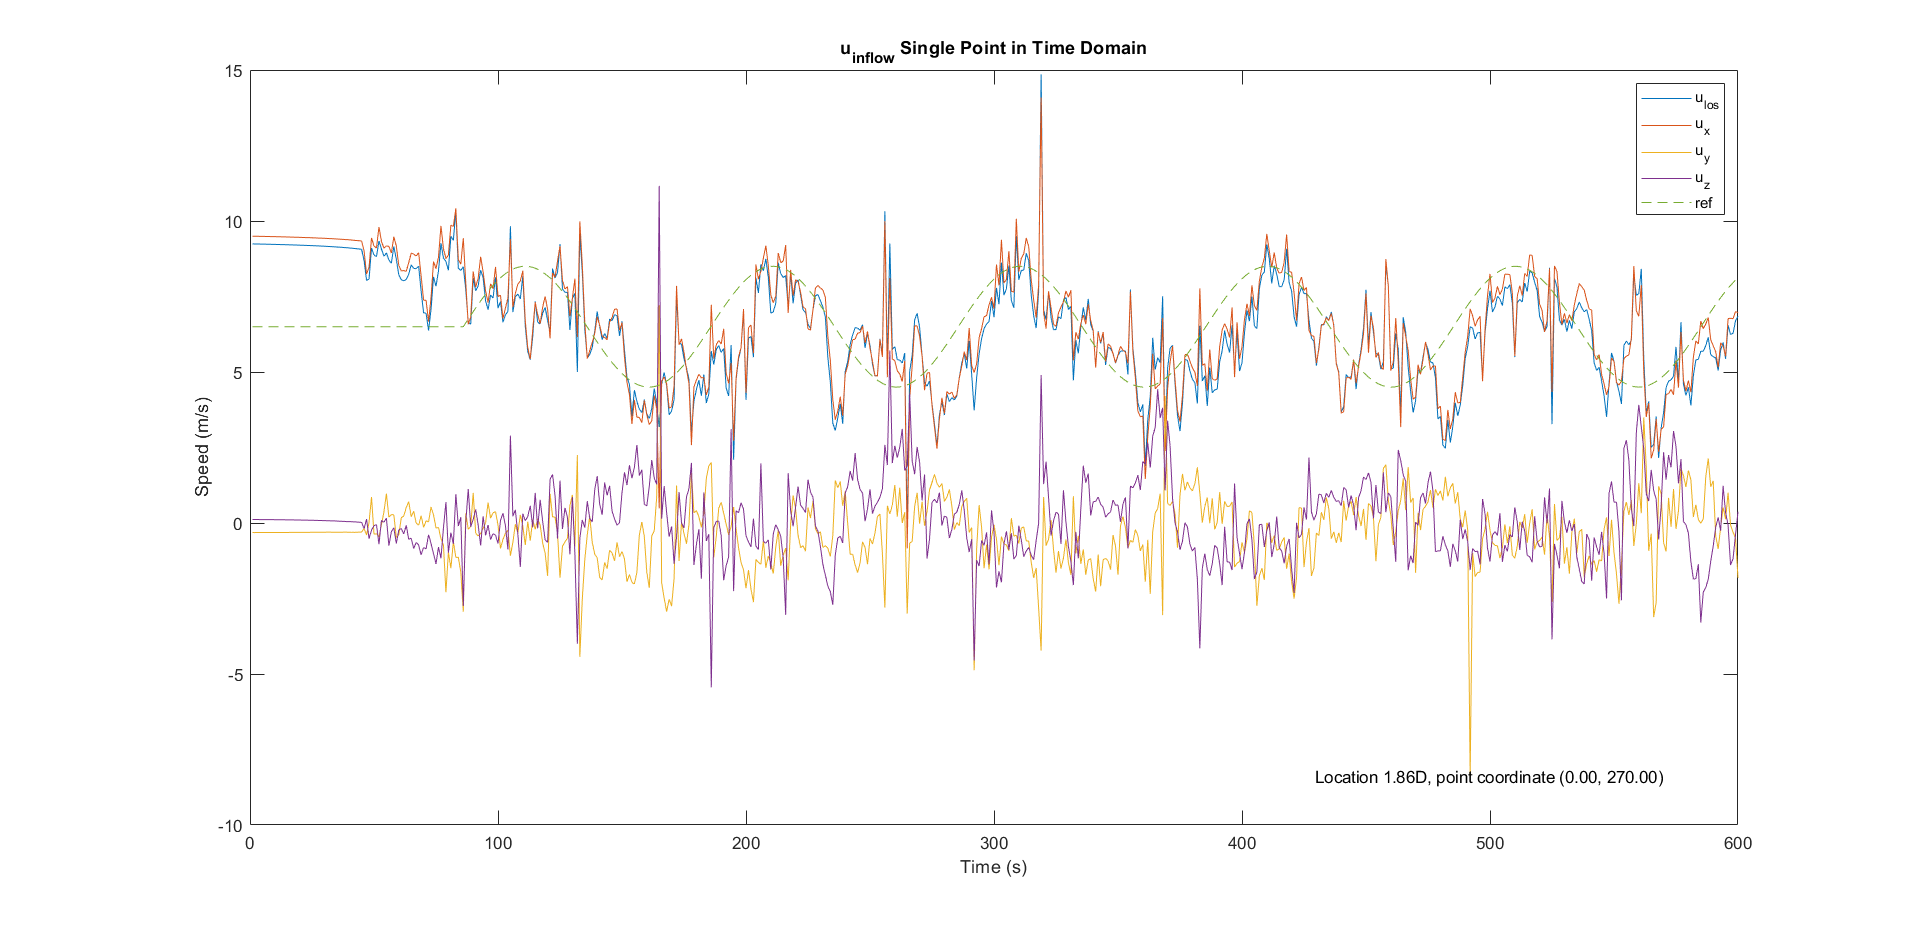 u_inflow Single Point in Time Domain
15
10
5
0
-5
-10
Speed (m/s)
u_los
u_x
u_y
u_z
ref
Location 1.86D, point coordinate (0.00, 270.00)
0 100 200 300 400 500 600
Time (s)